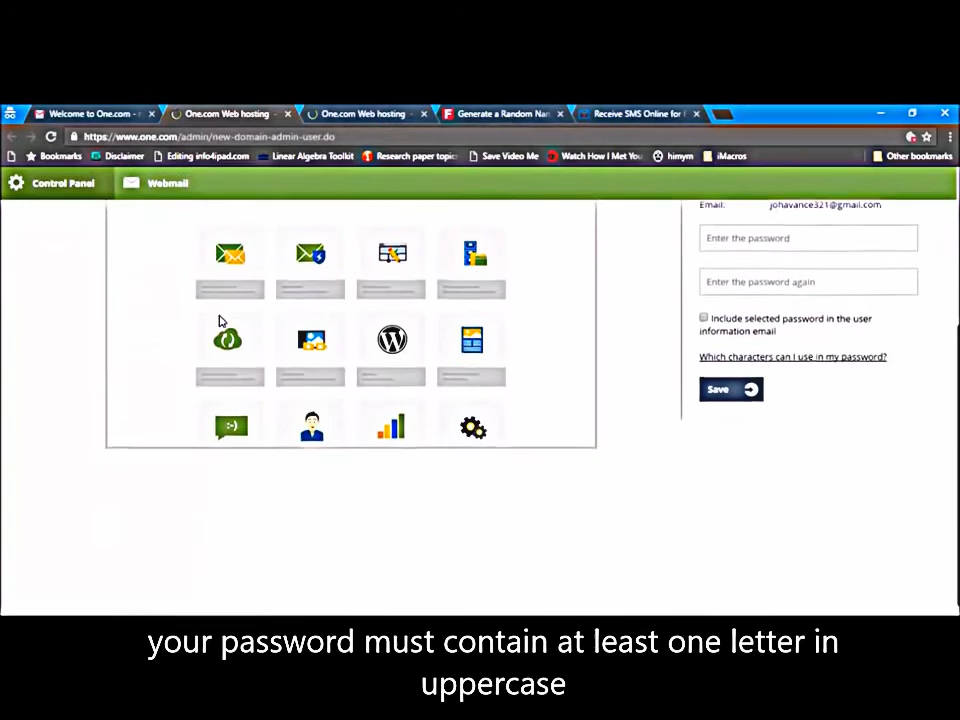 Welcome to One.com -
One.com Web hosting
One.com Web hosting
Generate a Random Nam
Receive SMS Online for
https://www.one.com/admin/new-domain-admin-user.do
Bookmarks
Disclaimer
Editing info4ipad.com
Linear Algebra Toolkit
Research paper topic
Save Video Me
Watch How I Met You
himym
iMacros
Other bookmarks
Control Panel
Webmail
Email: johavance321@gmail.com
Enter the password
Enter the password again
Include selected password in the user
information email
Which characters can I use in my password?
Save
:-)
your password must contain at least one letter in
uppercase